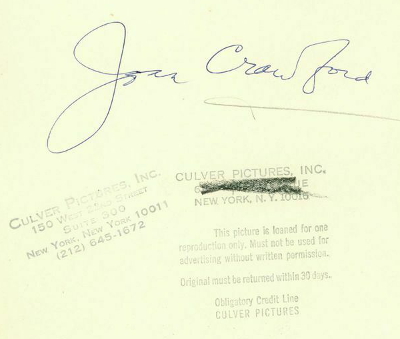 Joan Crawford
CULVER PICTURES, INC.
150 WEST 22ND STREET
SUITE 300
NEW YORK, NEW YORK 10011
(212) 645-1672
CULVER PICTURES, INC.
NEW YORK, N.Y. 10016
This picture is loaned for one
reproduction only. Must not be used for
advertising without written permission.
Original must be returned within 30 days.
Obligatory Credit Line
CULVER PICTURES